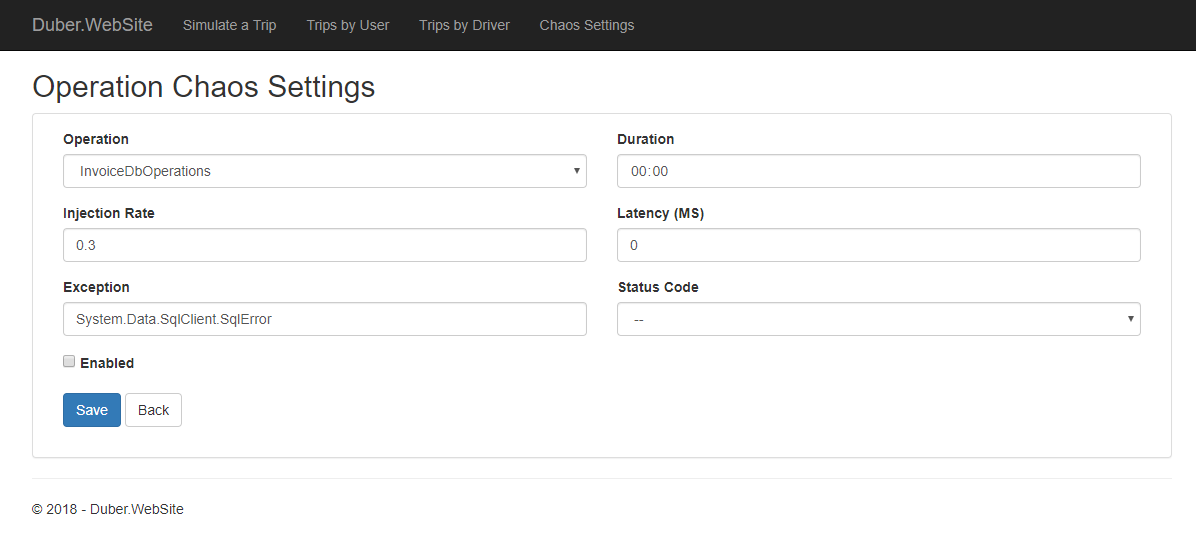 Duber.WebSite Simulate a Trip Trips by User Trips by Driver Chaos Settings
Operation Chaos Settings
Operation Duration
InvoiceDbOperations 00:00
Injection Rate Latency (MS)
0.3 0
Exception Status Code
System.Data.SqlClient.SqlError --
Enabled
Save Back
© 2018 - Duber.WebSite